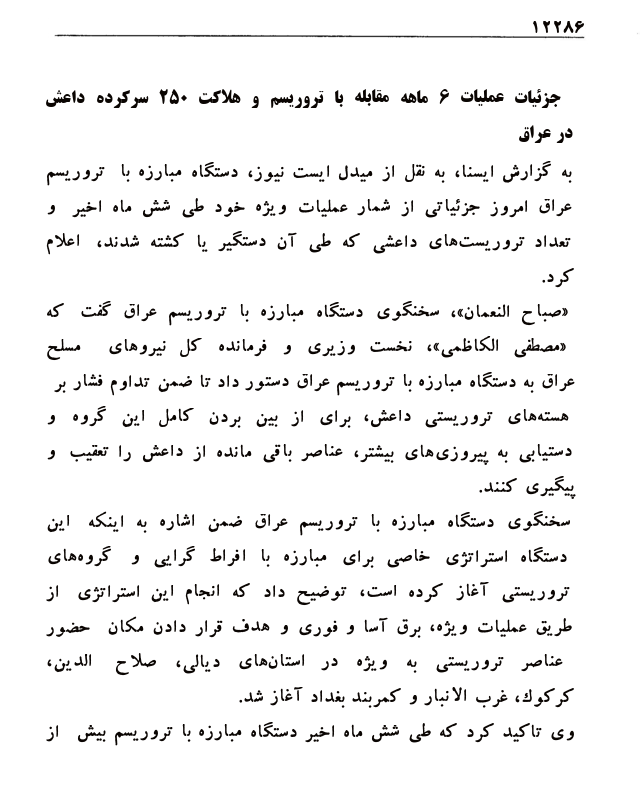 ۱۲۲۸۶
جزئیات عملیات ۶ ماهه مقابله با تروریسم و هلاکت ۲۵۰ سرکرده داعش
در عراق
به گزارش ایسنا، به نقل از میدل ایست نیوز، دستگاه مبارزه با تروریسم
عراق امروز جزئیاتی از شمار عملیات ویژه خود طی شش ماه اخیر و
تعداد تروریست‌های داعشی که طی آن دستگیر یا کشته شدند، اعلام
کرد.
«صباح النعمان»، سخنگوی دستگاه مبارزه با تروریسم عراق گفت که
«مصطفی الکاظمی»، نخست وزیری و فرمانده کل نیروهای مسلح
عراق به دستگاه مبارزه با تروریسم عراق دستور داد تا ضمن تداوم فشار بر
هسته‌های تروریستی داعش، برای از بین بردن کامل این گروه و
دستیابی به پیروزی‌های بیشتر، عناصر باقی مانده از داعش را تعقیب و
پیگیری کنند.
سخنگوی دستگاه مبارزه با تروریسم عراق ضمن اشاره به اینکه این
دستگاه استراتژی خاصی برای مبارزه با افراط گرایی و گروه‌های
تروریستی آغاز کرده است، توضیح داد که انجام این استراتژی از
طریق عملیات ویژه، برق آسا و فوری و هدف قرار دادن مکان حضور
عناصر تروریستی به ویژه در استان‌های دیالی، صلاح الدین،
کرکوك، غرب الانبار و کمربند بغداد آغاز شد.
وی تاکید کرد که طی شش ماه اخیر دستگاه مبارزه با تروریسم بیش از